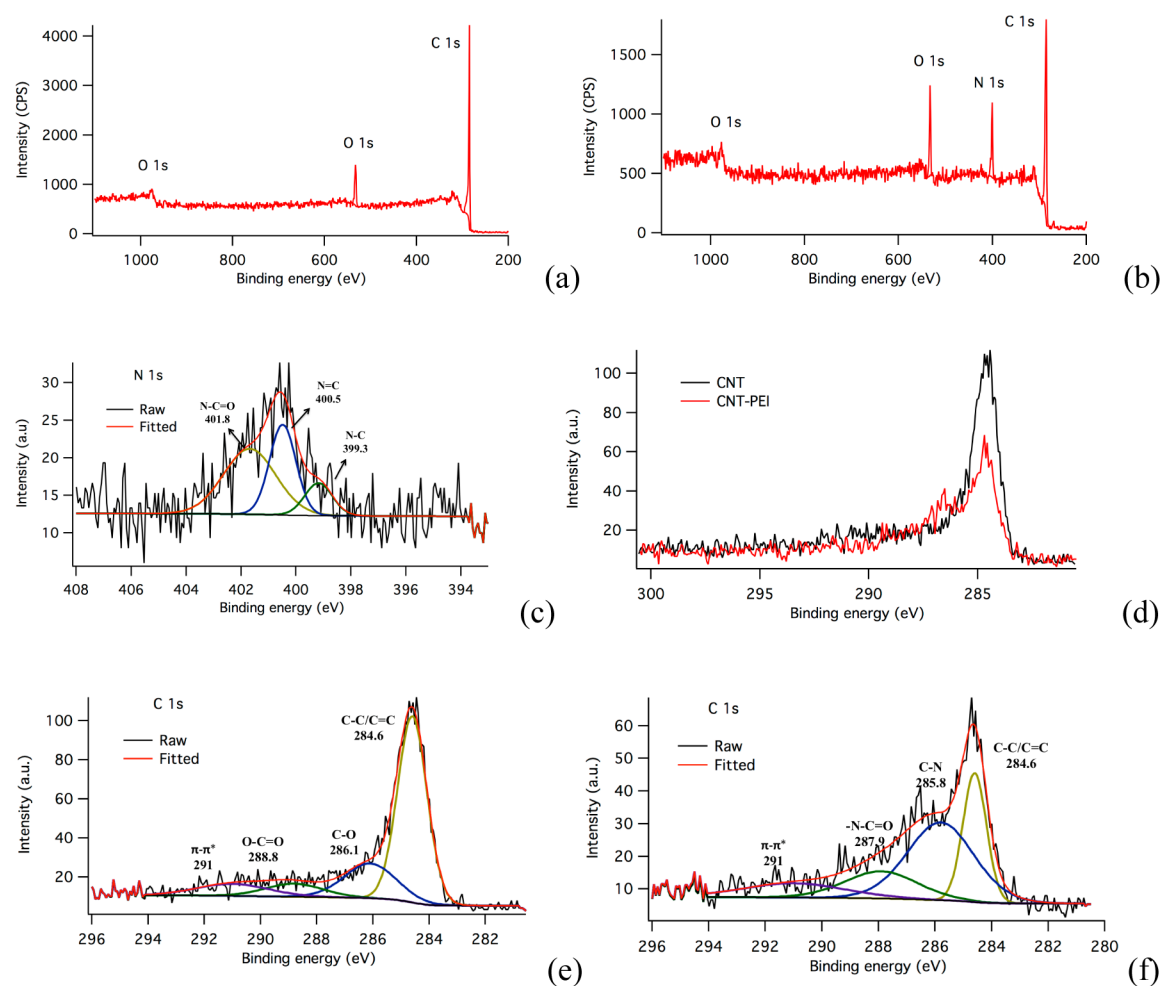 4000
3000
2000
1000
0
Intensity (CPS)
C 1s
O 1s
O 1s
1000
800
600
400
200
Binding energy (eV)
(a)
1500
1000
500
0
Intensity (CPS)
C 1s
O 1s
N 1s
O 1s
1000
800
600
400
200
Binding energy (eV)
(b)
30
25
20
15
10
Intensity (a.u)
N 1s
Raw
Fitted
N-C=O
401.8
N=C
400.5
N-C
399.3
408
406
404
402
400
398
396
394
Binding energy (eV)
(c)
100
80
60
40
20
Intensity (a.u.)
CNT
CNT-PEI
300
295
290
285
Binding energy (eV)
(d)
100
80
60
40
20
Intensity (a.u.)
C 1s
Raw
Fitted
C-C/C=C
284.6
C-O
286.1
O-C=O
288.8
π-π*
291
296
294
292
290
288
286
284
282
Binding energy (eV)
(e)
60
50
40
30
20
10
Intensity (a.u.)
C 1s
Raw
Fitted
C-C/C=C
284.6
C-N
285.8
-N-C=O
287.9
π-π*
291
296
294
292
290
288
286
284
282
280
Binding energy (eV)
(f)